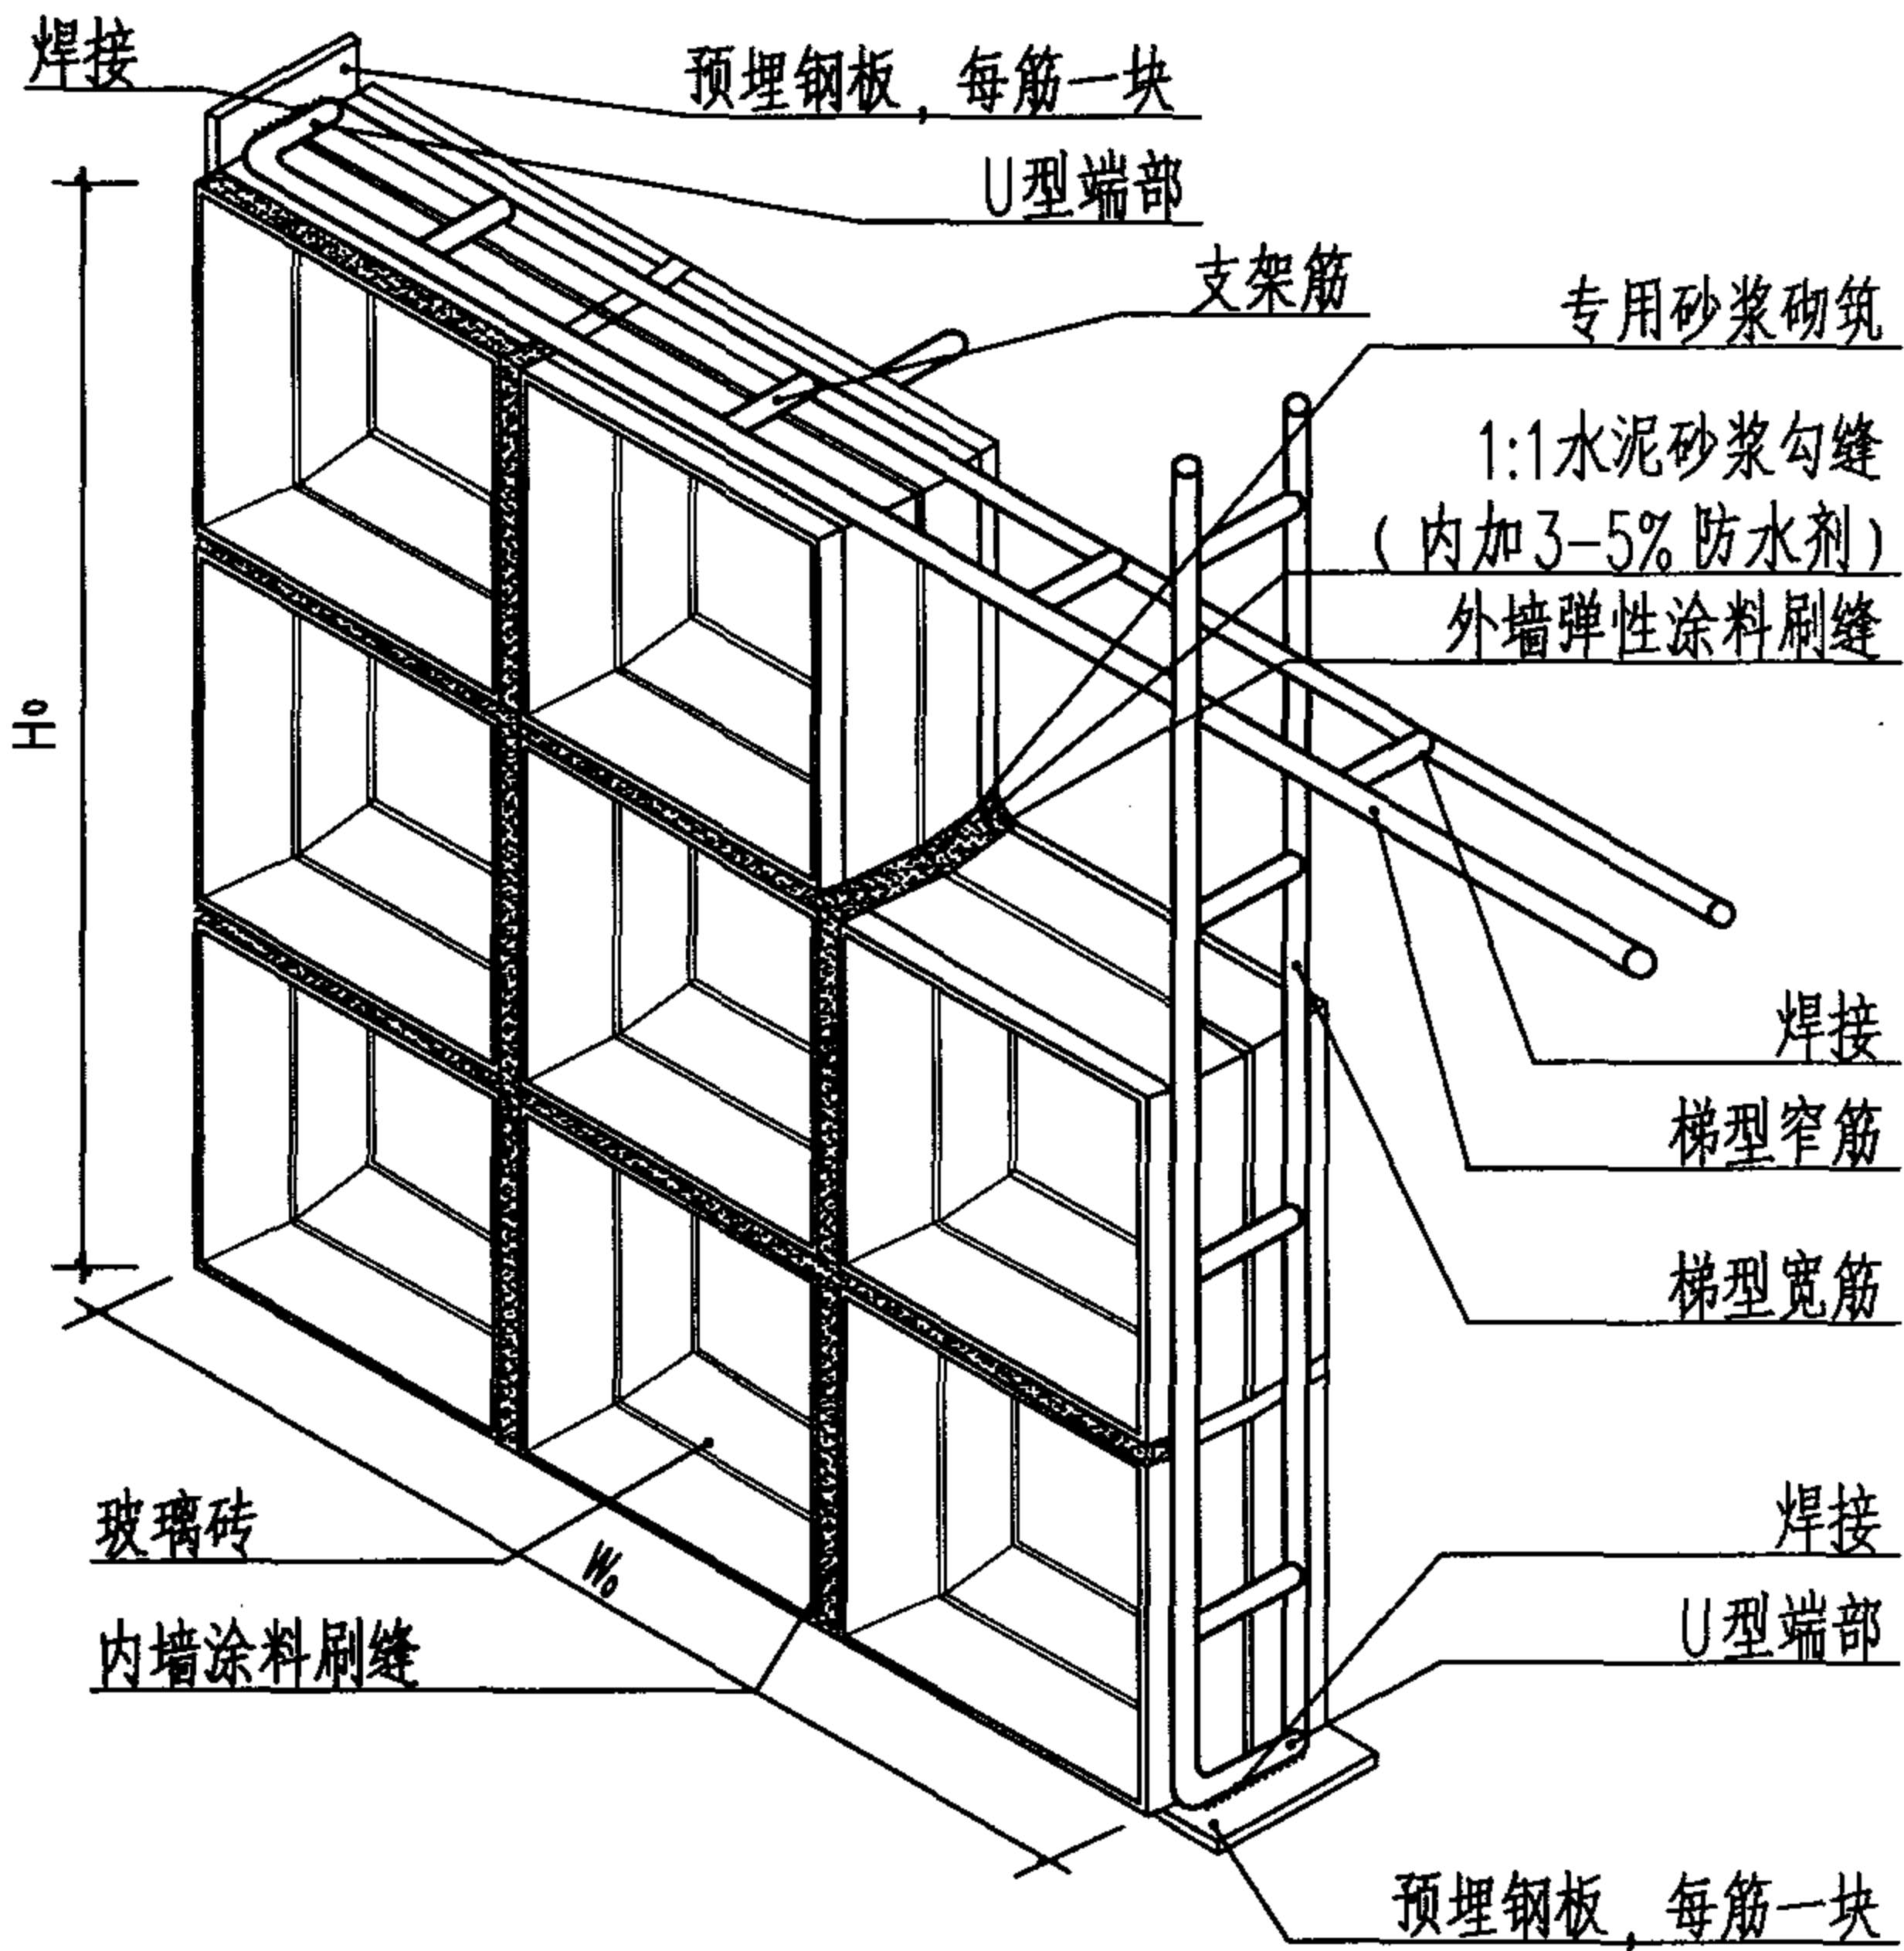 焊接
预埋钢板，每筋一块
U型端部
支架筋
专用砂浆砌筑
1:1水泥砂浆勾缝
(内加3-5%防水剂)
外墙弹性涂料刷缝
H₀
焊接
梯型窄筋
梯型宽筋
玻璃砖
W₀
焊接
内墙涂料刷缝
U型端部
预埋钢板，每筋一块